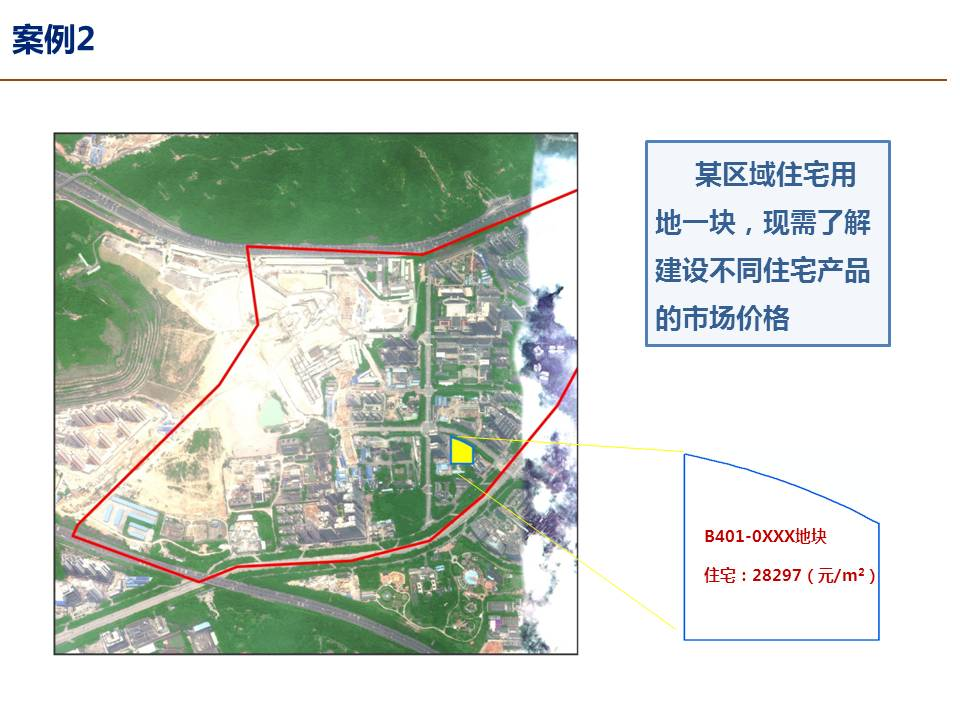 案例2
某区域住宅用
地一块，现需了解
建设不同住宅产品
的市场价格
B401-0XXX地块
住宅：28297（元/m²）